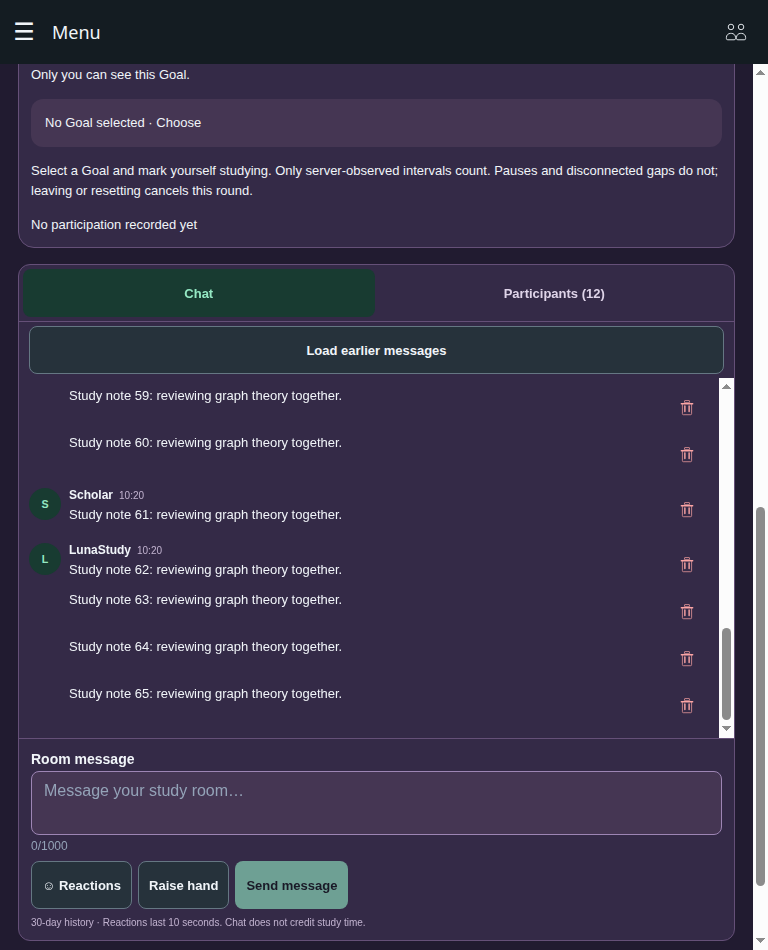 Menu
Only you can see this Goal.
No Goal selected · Choose
Select a Goal and mark yourself studying. Only server-observed intervals count. Pauses and disconnected gaps do not;
leaving or resetting cancels this round.
No participation recorded yet
Chat
Participants (12)
Load earlier messages
Study note 59: reviewing graph theory together.
Study note 60: reviewing graph theory together.
S
Scholar 10:20
Study note 61: reviewing graph theory together.
L
LunaStudy 10:20
Study note 62: reviewing graph theory together.
Study note 63: reviewing graph theory together.
Study note 64: reviewing graph theory together.
Study note 65: reviewing graph theory together.
Room message
Message your study room…
0/1000
☺ Reactions
Raise hand
Send message
30-day history · Reactions last 10 seconds. Chat does not credit study time.